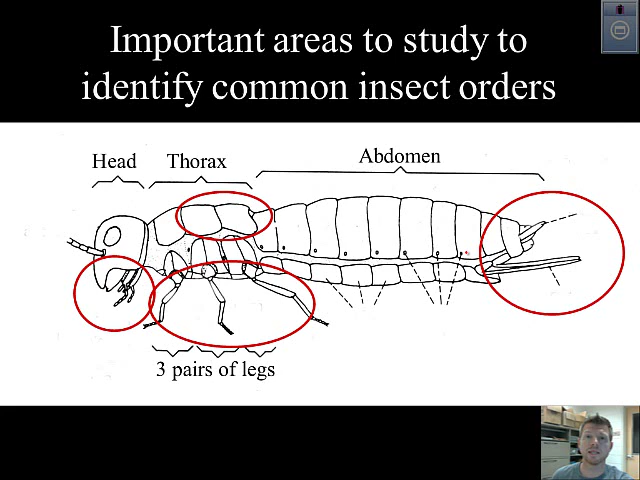 Important areas to study to
identify common insect orders
Head
Thorax
Abdomen
3 pairs of legs